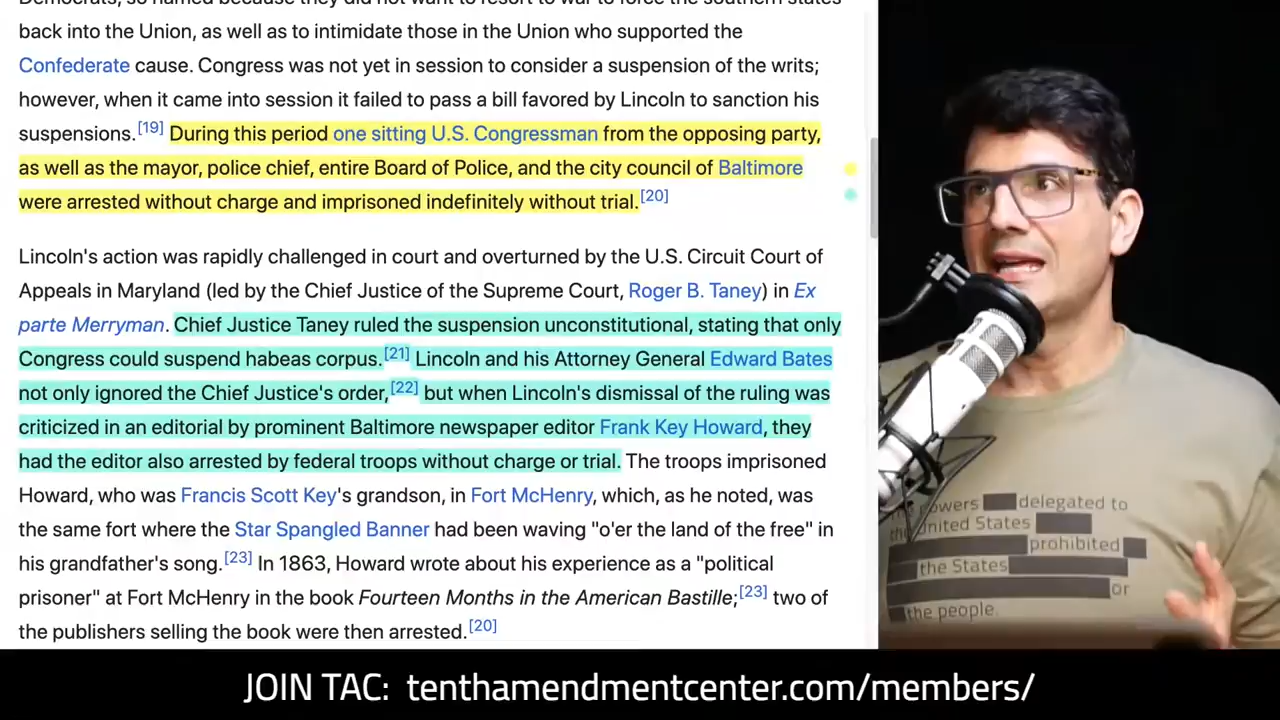 Democrats, so named because they did not want to resort to war to force the southern states
back into the Union, as well as to intimidate those in the Union who supported the
Confederate cause. Congress was not yet in session to consider a suspension of the writs;
however, when it came into session it failed to pass a bill favored by Lincoln to sanction his
suspensions.[19] During this period one sitting U.S. Congressman from the opposing party,
as well as the mayor, police chief, entire Board of Police, and the city council of Baltimore
were arrested without charge and imprisoned indefinitely without trial.[20]
Lincoln's action was rapidly challenged in court and overturned by the U.S. Circuit Court of
Appeals in Maryland (led by the Chief Justice of the Supreme Court, Roger B. Taney) in Ex
parte Merryman. Chief Justice Taney ruled the suspension unconstitutional, stating that only
Congress could suspend habeas corpus.[21] Lincoln and his Attorney General Edward Bates
not only ignored the Chief Justice's order,[22] but when Lincoln's dismissal of the ruling was
criticized in an editorial by prominent Baltimore newspaper editor Frank Key Howard, they
had the editor also arrested by federal troops without charge or trial. The troops imprisoned
Howard, who was Francis Scott Key's grandson, in Fort McHenry, which, as he noted, was
the same fort where the Star Spangled Banner had been waving "o'er the land of the free" in
his grandfather's song.[23] In 1863, Howard wrote about his experience as a "political
prisoner" at Fort McHenry in the book Fourteen Months in the American Bastille;[23] two of
the publishers selling the book were then arrested.[20]
powers delegated to
the United States
prohibited
the States
or
the people.
JOIN TAC: tenthamendmentcenter.com/members/